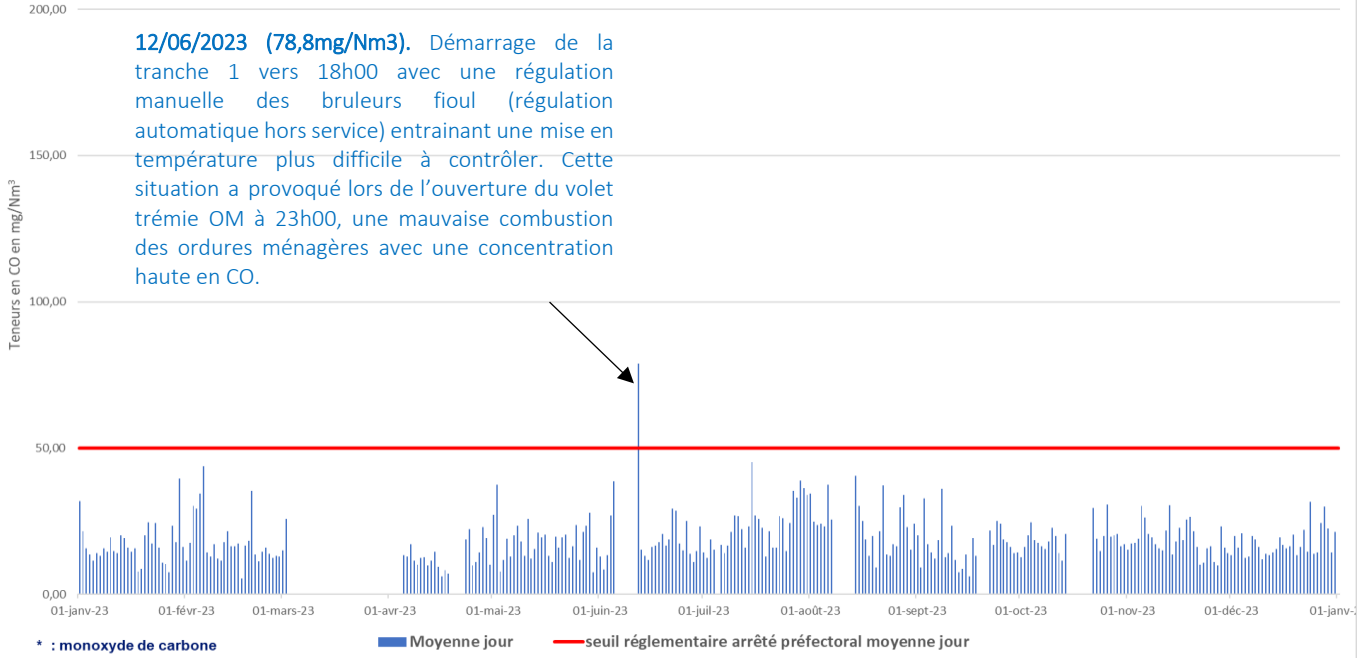 200,00
12/06/2023 (78,8mg/Nm3). Démarrage de la
tranche 1 vers 18h00 avec une régulation
manuelle des bruleurs fioul (régulation
automatique hors service) entrainant une mise en
température plus difficile à contrôler. Cette
situation a provoqué lors de l’ouverture du volet
trémie OM à 23h00, une mauvaise combustion
des ordures ménagères avec une concentration
haute en CO.
150,00
100,00
50,00
0,00
Teneurs en CO en mg/Nm³
01-janv-23 01-févr-23 01-mars-23 01-avr-23 01-mai-23 01-juin-23 01-juil-23 01-août-23 01-sept-23 01-oct-23 01-nov-23 01-déc-23 01-janv-
* : monoxyde de carbone
Moyenne jour
seuil réglementaire arrêté préfectoral moyenne jour